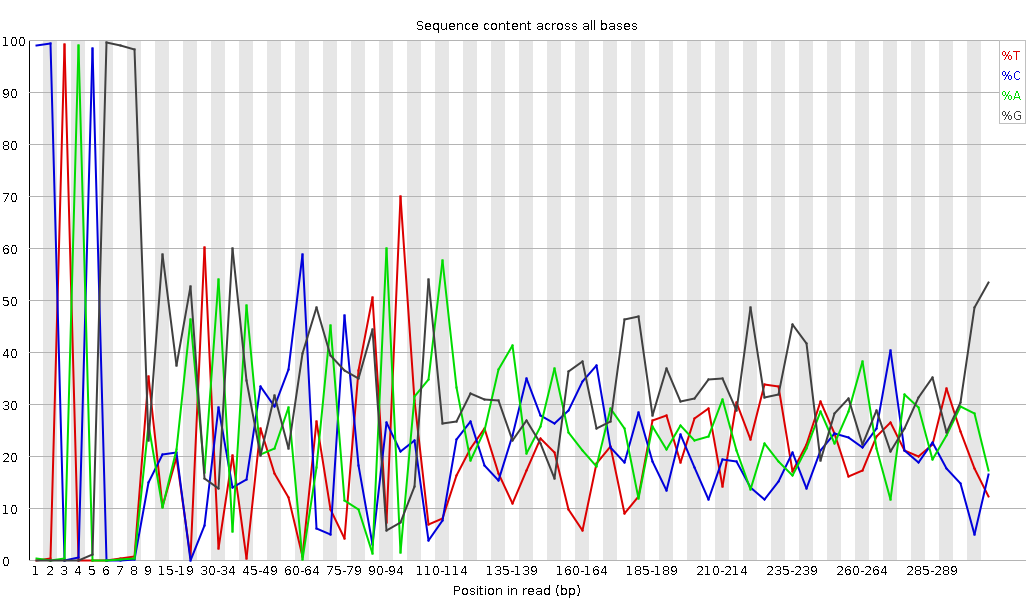 Sequence content across all bases
%T
%C
%A
%G
100
90
80
70
60
50
40
30
20
10
0
1 2 3 4 5 6 7 8 9 15-19 30-34 45-49 60-64 75-79 90-94 110-114 135-139 160-164 185-189 210-214 235-239 260-264 285-289
Position in read (bp)